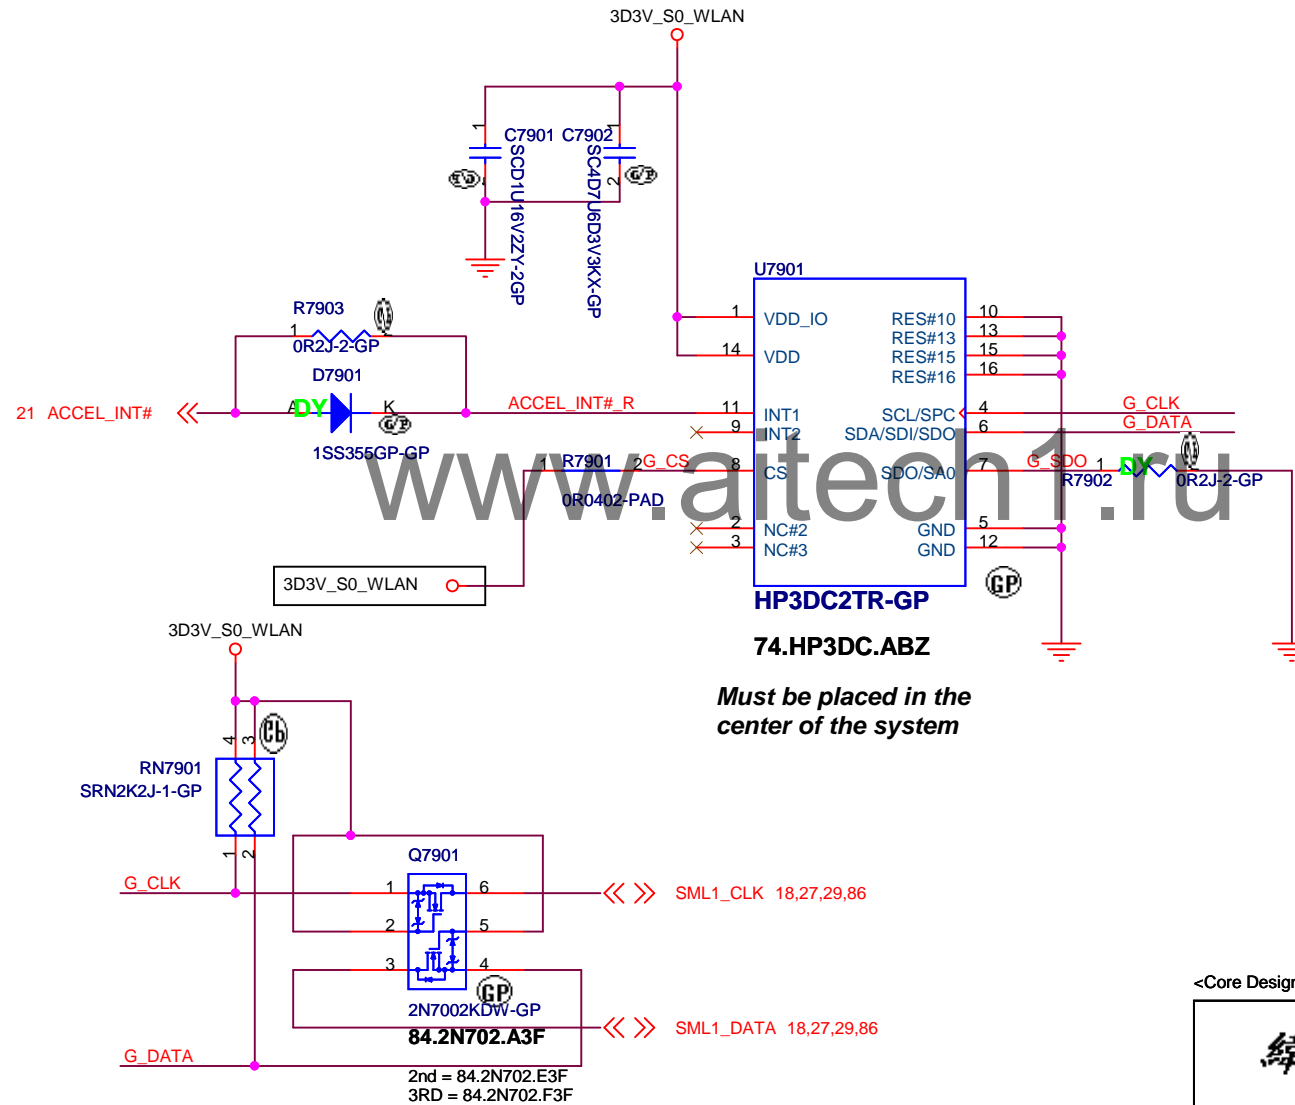 3D3V_S0_WLAN
1 1
C7901 C7902
SCD1U16V2ZY-2GP
SC4D7U6D3V3KX-GP
2
U7901
R7903
1
0R2J-2-GP
D7901
21 ACCEL_INT#
A DY K
G/P
1SS355GP-GP
ACCEL_INT#_R
1 VDD_IO
14 VDD
11 INT1
9 INT2
8 CS
2 NC#2
3 NC#3
RES#10 10
RES#13 13
RES#15 15
RES#16 16
SCL/SPC 4 G_CLK
SDA/SDI/SDO 6 G_DATA
SDO/SA0 7 G_SDO 1 DY
R7902 0R2J-2-GP
GND 5
GND 12
1 R7901 2 G_CS
0R0402-PAD
www.aitech1.ru
3D3V_S0_WLAN
GP
HP3DC2TR-GP
74.HP3DC.ABZ
Must be placed in the
center of the system
3D3V_S0_WLAN
4 3
RN7901
SRN2K2J-1-GP
1 2
Q7901
G_CLK 1 6 SML1_CLK 18,27,29,86
2 5
3 4
GP
2N7002KDW-GP
84.2N702.A3F
SML1_DATA 18,27,29,86
G_DATA
2nd = 84.2N702.E3F
3RD = 84.2N702.F3F
<Core Design